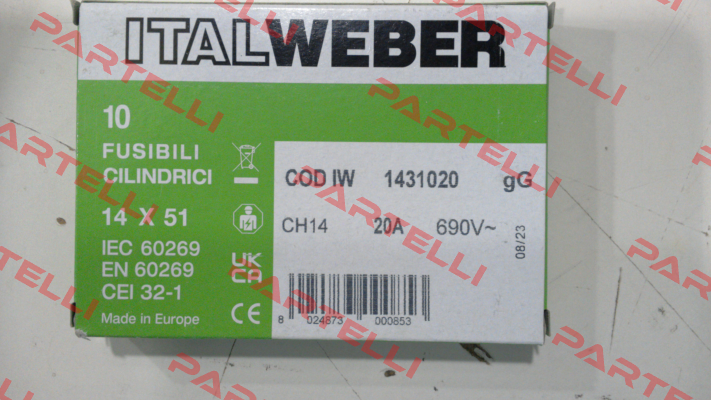 ITALWEBER
10
FUSIBILI
CILINDRICI
14 X 51
IEC 60269
EN 60269
CEI 32-1
Made in Europe
UK
CA
CE
COD IW 1431020 gG
CH14 20A 690V~
08/23
8 024873 000853
PARTELLI
PARTELLI
PARTELLI
PARTELLI
PARTELLI
PARTELLI
PARTELLI